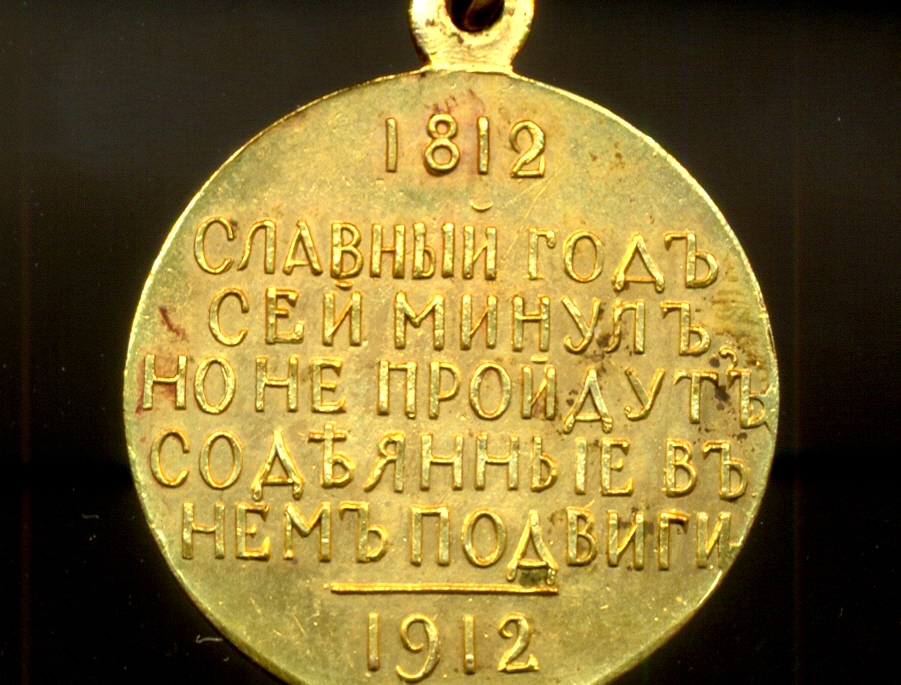 1812
СЛАВНЫЙ ГОДЪ
СЕЙ МИНУЛЪ,
НО НЕ ПРОЙДУТЪ
СОДѢЯННЫЕ ВЪ
НЕМЪ ПОДВИГИ
1912